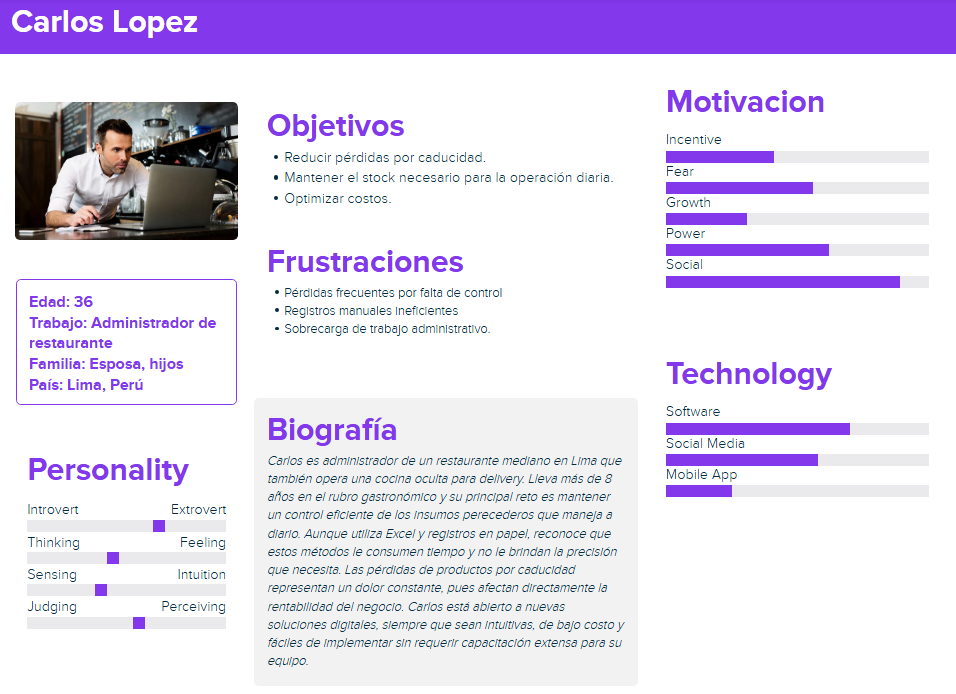 Carlos Lopez
Edad: 36
Trabajo: Administrador de
restaurante
Familia: Esposa, hijos
País: Lima, Perú
Personality
Introvert Extrovert
Thinking Feeling
Sensing Intuition
Judging Perceiving
Objetivos
• Reducir pérdidas por caducidad.
• Mantener el stock necesario para la operación diaria.
• Optimizar costos.
Frustraciones
• Pérdidas frecuentes por falta de control
• Registros manuales ineficientes
• Sobrecarga de trabajo administrativo.
Biografía
Carlos es administrador de un restaurante mediano en Lima que
también opera una cocina oculta para delivery. Lleva más de 8
años en el rubro gastronómico y su principal reto es mantener
un control eficiente de los insumos perecederos que maneja a
diario. Aunque utiliza Excel y registros en papel, reconoce que
estos métodos le consumen tiempo y no le brindan la precisión
que necesita. Las pérdidas de productos por caducidad
representan un dolor constante, pues afectan directamente la
rentabilidad del negocio. Carlos está abierto a nuevas
soluciones digitales, siempre que sean intuitivas, de bajo costo y
fáciles de implementar sin requerir capacitación extensa para su
equipo.
Motivacion
Incentive
Fear
Growth
Power
Social
Technology
Software
Social Media
Mobile App